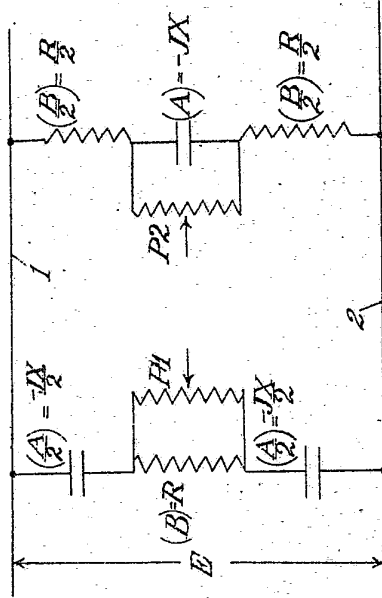 1
(A/2) = -JX/2
(B/2) = R/2
P1
P2
(A) = -JX
(B) = R
E
(A/2) = -JX/2
(B/2) = R/2
2